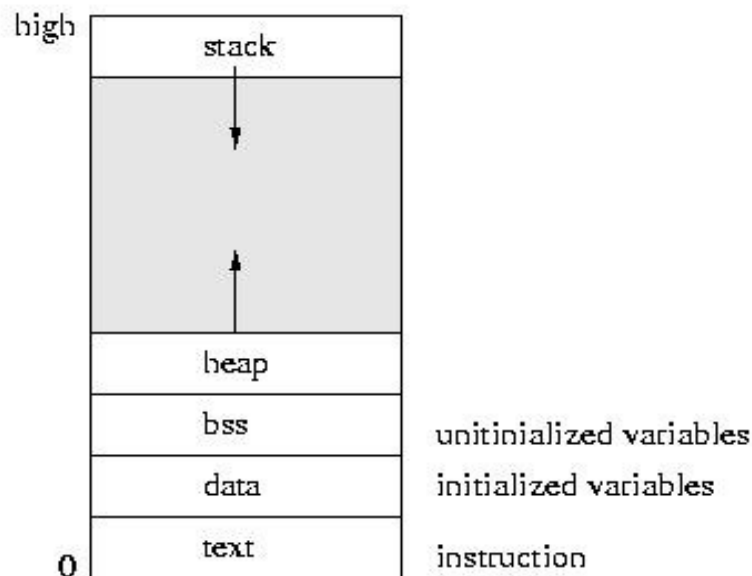 high
stack
heap
bss
unitinialized variables
data
initialized variables
text
0
instruction